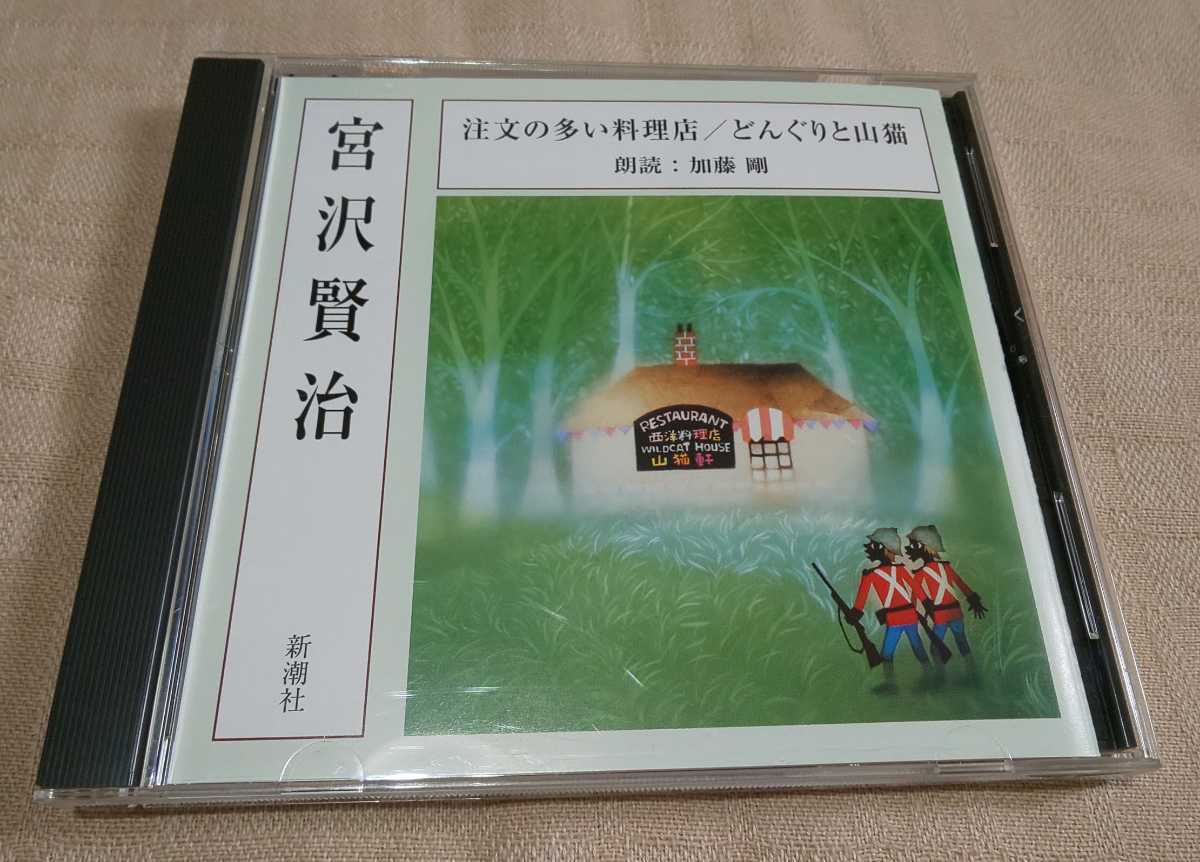 宮沢賢治
新潮社
注文の多い料理店／どんぐりと山猫
朗読：加藤 剛
RESTAURANT
西洋料理店
WILDCAT HOUSE
山猫軒